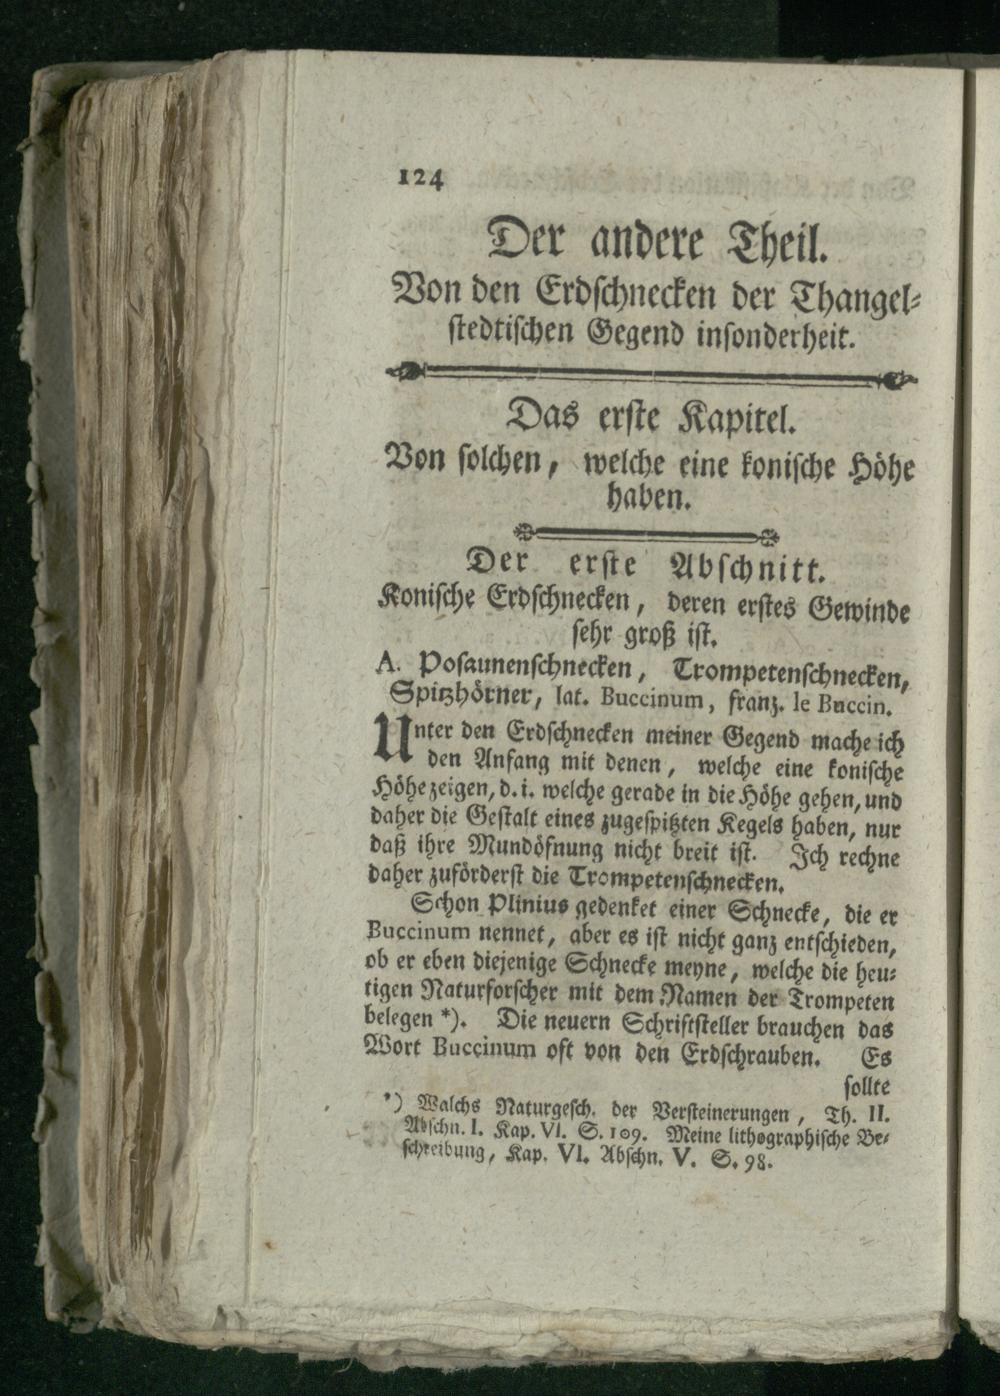 124
Der andere Theil.
Von den Erdschnecken der Thangel-
stedtischen Gegend insonderheit.
Das erste Kapitel.
Von solchen, welche eine konische Höhe
haben.
Der erste Abschnitt.
Konische Erdschnecken, deren erstes Gewinde
sehr groß ist.
A. Posaunenschnecken, Trompetenschnecken,
Spitzhörner, lat. Buccinum, franz. le Buccin.
Unter den Erdschnecken meiner Gegend mache ich
den Anfang mit denen, welche eine konische
Höhe zeigen, d. i. welche gerade in die Höhe gehen, und
daher die Gestalt eines zugespitzten Kegels haben, nur
daß ihre Mundöfnung nicht breit ist. Ich rechne
daher zuförderst die Trompetenschnecken.
Schon Plinius gedenket einer Schnecke, die er
Buccinum nennet, aber es ist nicht ganz entschieden,
ob er eben diejenige Schnecke meyne, welche die heu-
tigen Naturforscher mit dem Namen der Trompeten
belegen *). Die neuern Schriftsteller brauchen das
Wort Buccinum oft von den Erdschrauben. Es
sollte
*) Walchs Naturgesch. der Versteinerungen, Th. II.
Abschn. I. Kap. VI. S. 109. Meine lithographische Be-
schreibung, Kap. VI. Abschn. V. S. 98.